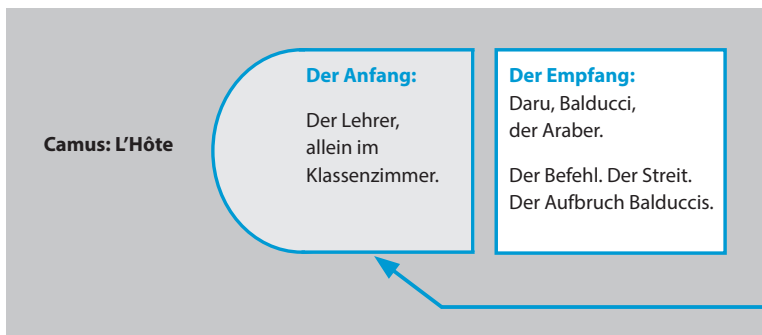 Camus: L’Hôte
Der Anfang:
Der Lehrer,
allein im
Klassenzimmer.
Der Empfang:
Daru, Balducci,
der Araber.
Der Befehl. Der Streit.
Der Aufbruch Balduccis.